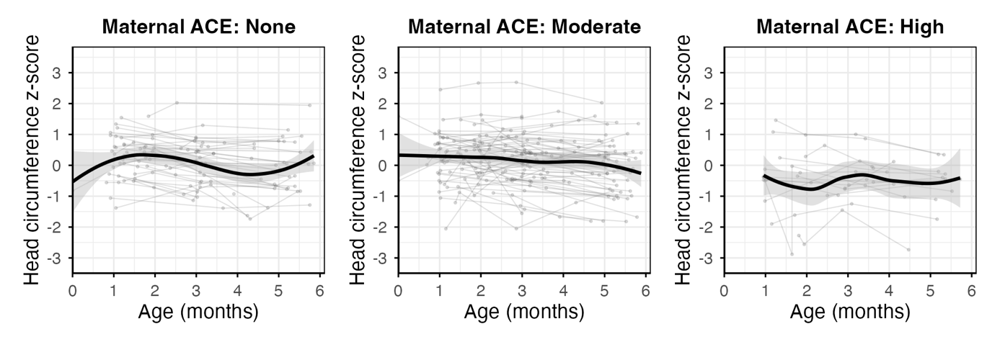 Maternal ACE: None
Head circumference z-score
3
2
1
0
-1
-2
-3
0 1 2 3 4 5 6
Age (months)
Maternal ACE: Moderate
Head circumference z-score
3
2
1
0
-1
-2
-3
0 1 2 3 4 5 6
Age (months)
Maternal ACE: High
Head circumference z-score
3
2
1
0
-1
-2
-3
0 1 2 3 4 5 6
Age (months)